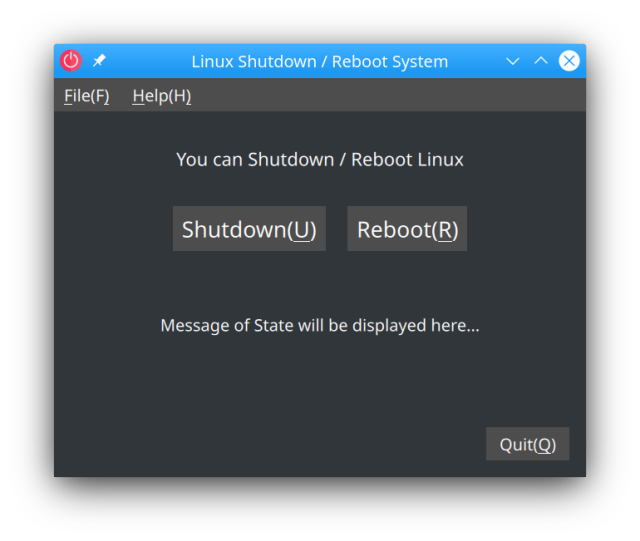 Linux Shutdown / Reboot System
File(F) Help(H)
You can Shutdown / Reboot Linux
Shutdown(U) Reboot(R)
Message of State will be displayed here...
Quit(Q)